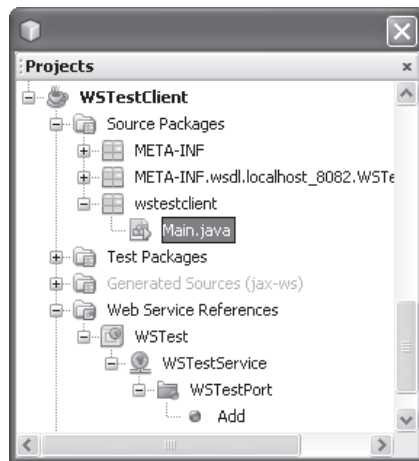 Projects
WSTestClient
Source Packages
META-INF
META-INF.wsdl.localhost_8082.WSTe
wstestclient
Main.java
Test Packages
Generated Sources (jax-ws)
Web Service References
WSTest
WSTestService
WSTestPort
Add